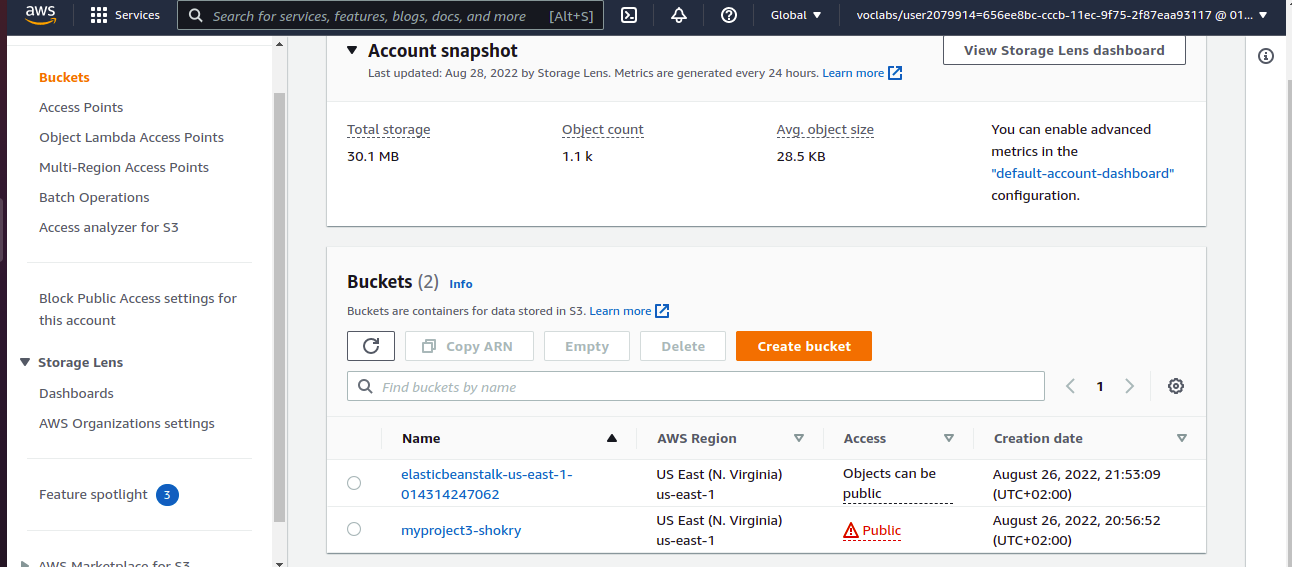 aws
Services
Search for services, features, blogs, docs, and more [Alt+S]
Global
voclabs/user2079914=656ee8bc-cccb-11ec-9f75-2f87eaa93117 @ 01...
Buckets
Access Points
Object Lambda Access Points
Multi-Region Access Points
Batch Operations
Access analyzer for S3
Block Public Access settings for
this account
Storage Lens
Dashboards
AWS Organizations settings
Feature spotlight 3
AWS Marketplace for S3
Account snapshot
View Storage Lens dashboard
Last updated: Aug 28, 2022 by Storage Lens. Metrics are generated every 24 hours. Learn more
Total storage
30.1 MB
Object count
1.1 k
Avg. object size
28.5 KB
You can enable advanced
metrics in the
"default-account-dashboard"
configuration.
Buckets (2) Info
Buckets are containers for data stored in S3. Learn more
Copy ARN
Empty
Delete
Create bucket
Find buckets by name
1
Name
AWS Region
Access
Creation date
elasticbeanstalk-us-east-1-
014314247062
US East (N. Virginia)
us-east-1
Objects can be
public
August 26, 2022, 21:53:09
(UTC+02:00)
myproject3-shokry
US East (N. Virginia)
us-east-1
Public
August 26, 2022, 20:56:52
(UTC+02:00)